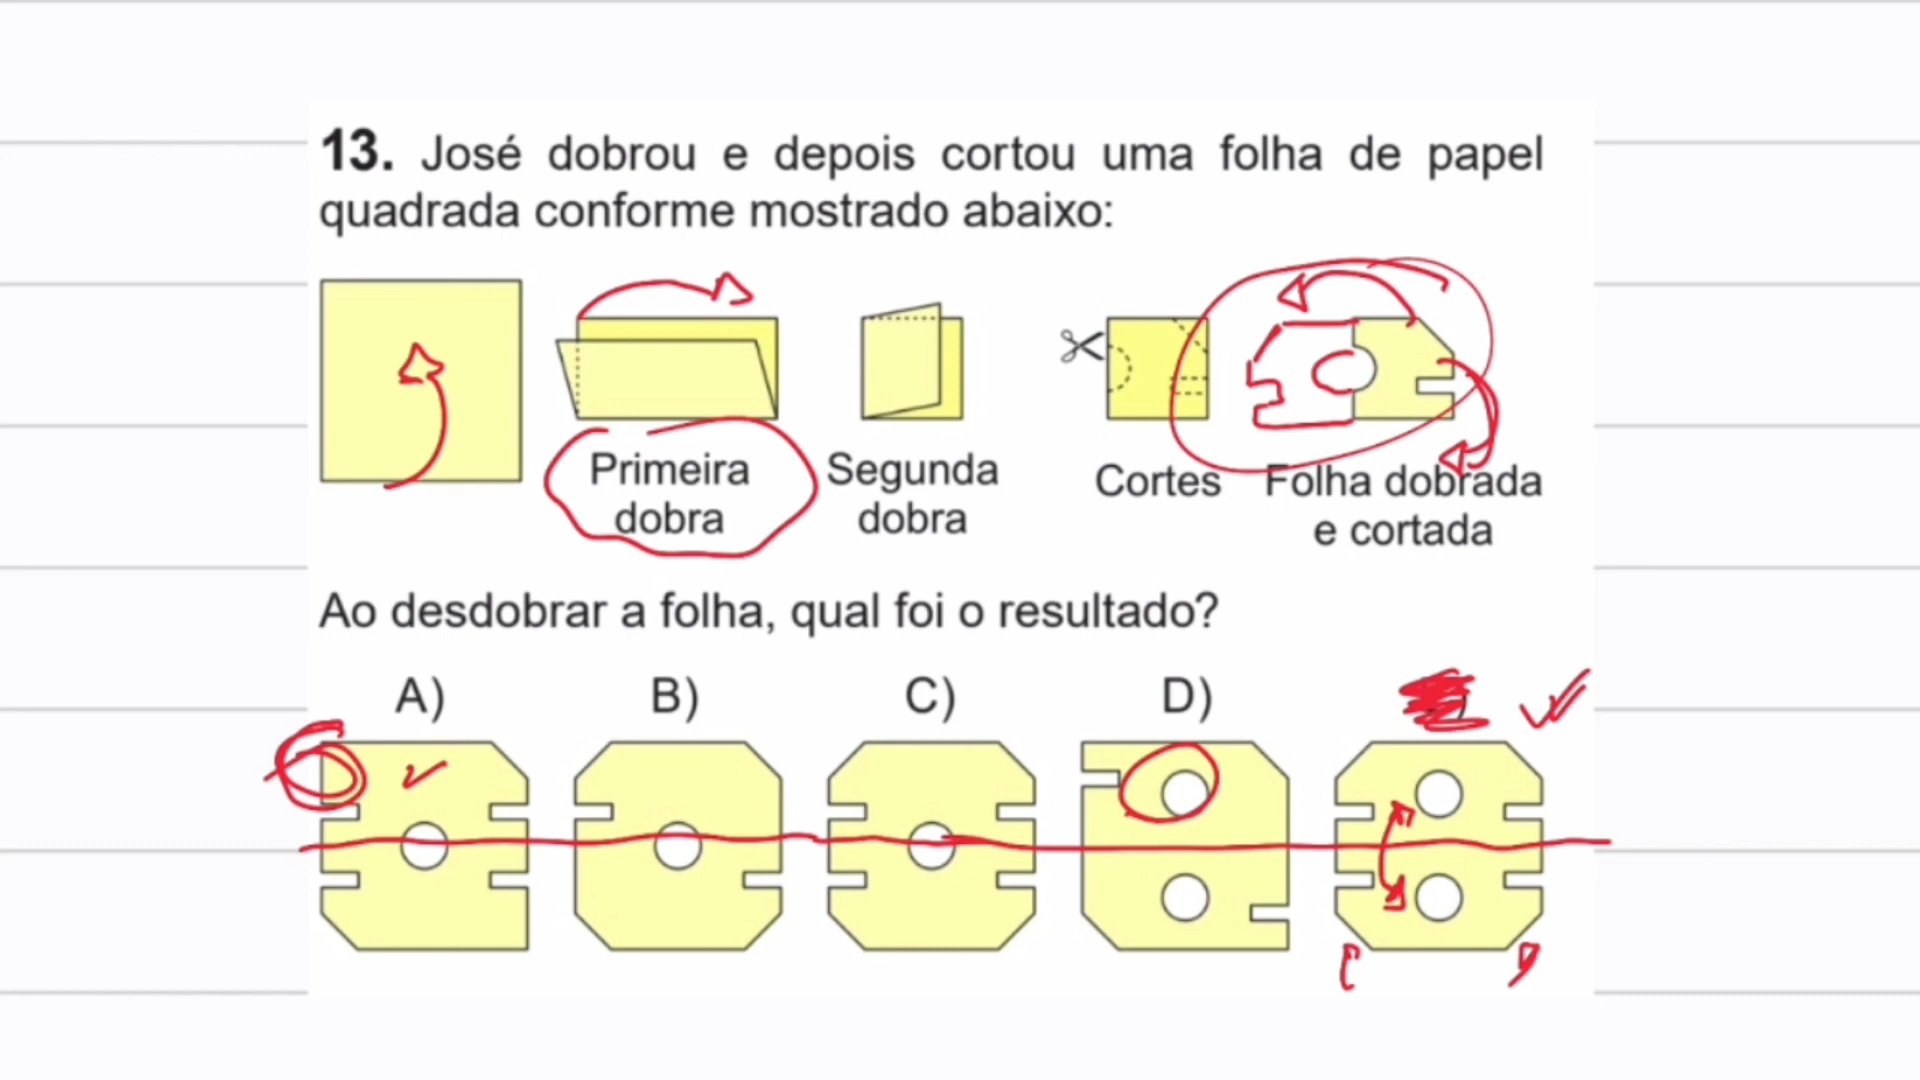 13. José dobrou e depois cortou uma folha de papel
quadrada conforme mostrado abaixo:
Primeira
dobra
Segunda
dobra
Cortes
Folha dobrada
e cortada
Ao desdobrar a folha, qual foi o resultado?
A) B) C) D)